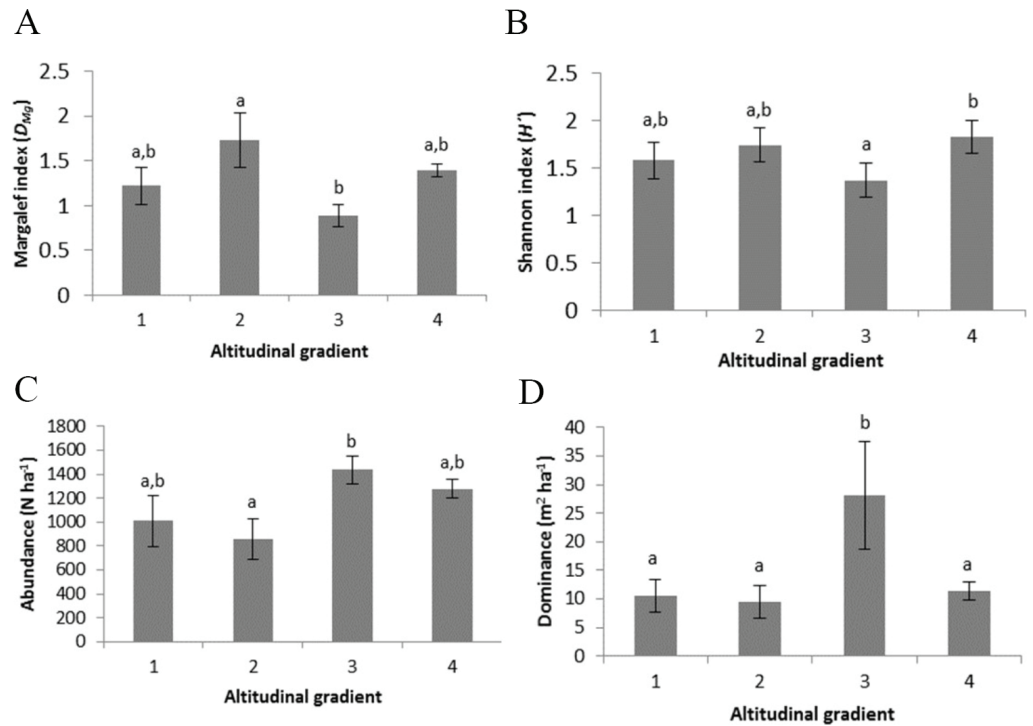 A
Margalef index (D_Mg)
2.5
2
1.5
1
0.5
0
a,b
a
b
a,b
1 2 3 4
Altitudinal gradient
B
Shannon index (H´)
2.5
2
1.5
1
0.5
0
a,b
a,b
a
b
1 2 3 4
Altitudinal gradient
C
Abundance (N ha⁻¹)
1800
1600
1400
1200
1000
800
600
400
200
0
a,b
a
b
a,b
1 2 3 4
Altitudinal gradient
D
Dominance (m² ha⁻¹)
40
35
30
25
20
15
10
5
0
a
a
b
a
1 2 3 4
Altitudinal gradient